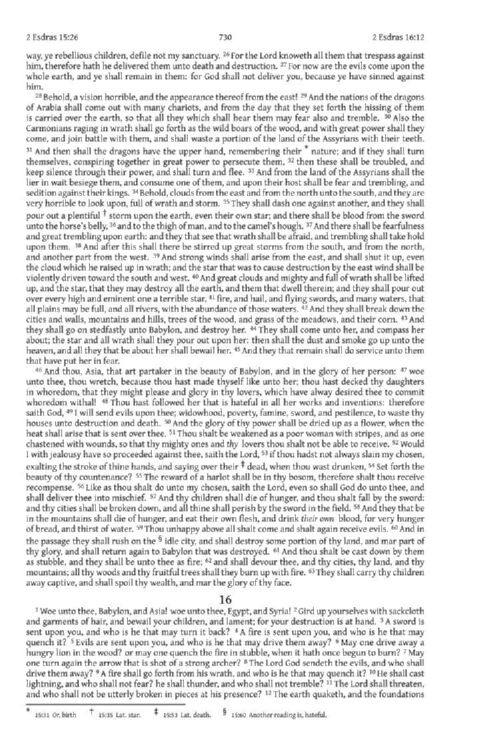 2 Esdras 15:26 730 2 Esdras 16:12
way, ye rebellious children, defile not my sanctuary. 26 For the Lord knoweth all them that trespass against
him, therefore hath he delivered them unto death and destruction. 27 For now are the evils come upon the
whole earth, and ye shall remain in them: for God shall not deliver you, because ye have sinned against
him.
28 Behold, a vision horrible, and the appearance thereof from the east! 29 And the nations of the dragons
of Arabia shall come out with many chariots, and from the day that they set forth the hissing of them
is carried over the earth, so that all they which shall hear them may fear also and tremble. 30 Also the
Carmonians raging in wrath shall go forth as the wild boars of the wood, and with great power shall they
come, and join battle with them, and shall waste a portion of the land of the Assyrians with their teeth.
31 And then shall the dragons have the upper hand, remembering their * nature; and if they shall turn
themselves, conspiring together in great power to persecute them, 32 then these shall be troubled, and
keep silence through their power, and shall turn and flee. 33 And from the land of the Assyrians shall the
lier in wait besiege them, and consume one of them, and upon their host shall be fear and trembling, and
sedition against their kings. 34 Behold, clouds from the east and from the north unto the south, and they are
very horrible to look upon, full of wrath and storm. 35 They shall dash one against another, and they shall
pour out a plentiful † storm upon the earth, even their own star; and there shall be blood from the sword
unto the horse's belly, 36 and to the thigh of man, and to the camel's hough. 37 And there shall be fearfulness
and great trembling upon earth: and they that see that wrath shall be afraid, and trembling shall take hold
upon them. 38 And after this shall there be stirred up great storms from the south, and from the north,
and another part from the west. 39 And strong winds shall arise from the east, and shall shut it up, even
the cloud which he raised up in wrath; and the star that was to cause destruction by the east wind shall be
violently driven toward the south and west. 40 And great clouds and mighty and full of wrath shall be lifted
up, and the star, that they may destroy all the earth, and them that dwell therein; and they shall pour out
over every high and eminent one a terrible star, 41 fire, and hail, and flying swords, and many waters, that
all plains may be full, and all rivers, with the abundance of those waters. 42 And they shall break down the
cities and walls, mountains and hills, trees of the wood, and grass of the meadows, and their corn. 43 And
they shall go on stedfastly unto Babylon, and destroy her. 44 They shall come unto her, and compass her
about; the star and all wrath shall they pour out upon her: then shall the dust and smoke go up unto the
heaven, and all they that be about her shall bewail her. 45 And they that remain shall do service unto them
that have put her in fear.
46 And thou, Asia, that art partaker in the beauty of Babylon, and in the glory of her person: 47 woe
unto thee, thou wretch, because thou hast made thyself like unto her; thou hast decked thy daughters
in whoredom, that they might please and glory in thy lovers, which have alway desired thee to commit
whoredom withal! 48 Thou hast followed her that is hateful in all her works and inventions: therefore
saith God, 49 I will send evils upon thee; widowhood, poverty, famine, sword, and pestilence, to waste thy
houses unto destruction and death. 50 And the glory of thy power shall be dried up as a flower, when the
heat shall arise that is sent over thee. 51 Thou shalt be weakened as a poor woman with stripes, and as one
chastened with wounds, so that thy mighty ones and thy lovers thou shalt not be able to receive. 52 Would
I with jealousy have so proceeded against thee, saith the Lord, 53 if thou hadst not always slain my chosen,
exalting the stroke of thine hands, and saying over their ‡ dead, when thou wast drunken, 54 Set forth the
beauty of thy countenance? 55 The reward of a harlot shall be in thy bosom, therefore shalt thou receive
recompense. 56 Like as thou shalt do unto my chosen, saith the Lord, even so shall God do unto thee, and
shall deliver thee into mischief. 57 And thy children shall die of hunger, and thou shalt fall by the sword:
and thy cities shall be broken down, and all thine shall perish by the sword in the field. 58 And they that be
in the mountains shall die of hunger, and eat their own flesh, and drink their own blood, for very hunger
of bread, and thirst of water. 59 Thou unhappy above all shalt come and shalt again receive evils. 60 And in
the passage they shall rush on the § idle city, and shall destroy some portion of thy land, and mar part of
thy glory, and shall return again to Babylon that was destroyed. 61 And thou shalt be cast down by them
as stubble, and they shall be unto thee as fire; 62 and shall devour thee, and thy cities, thy land, and thy
mountains; all thy woods and thy fruitful trees shall they burn up with fire. 63 They shall carry thy children
away captive, and shall spoil thy wealth, and mar the glory of thy face.
16
1 Woe unto thee, Babylon, and Asia! woe unto thee, Egypt, and Syria! 2 Gird up yourselves with sackcloth
and garments of hair, and bewail your children, and lament; for your destruction is at hand. 3 A sword is
sent upon you, and who is he that may turn it back? 4 A fire is sent upon you, and who is he that may
quench it? 5 Evils are sent upon you, and who is he that may drive them away? 6 May one drive away a
hungry lion in the wood? or may one quench the fire in stubble, when it hath once begun to burn? 7 May
one turn again the arrow that is shot of a strong archer? 8 The Lord God sendeth the evils, and who shall
drive them away? 9 A fire shall go forth from his wrath, and who is he that may quench it? 10 He shall cast
lightning, and who shall not fear? he shall thunder, and who shall not tremble? 11 The Lord shall threaten,
and who shall not be utterly broken in pieces at his presence? 12 The earth quaketh, and the foundations
* 15:31 Or, birth † 15:35 Lat. star. ‡ 15:53 Lat. death. § 15:60 Another reading is, hateful.